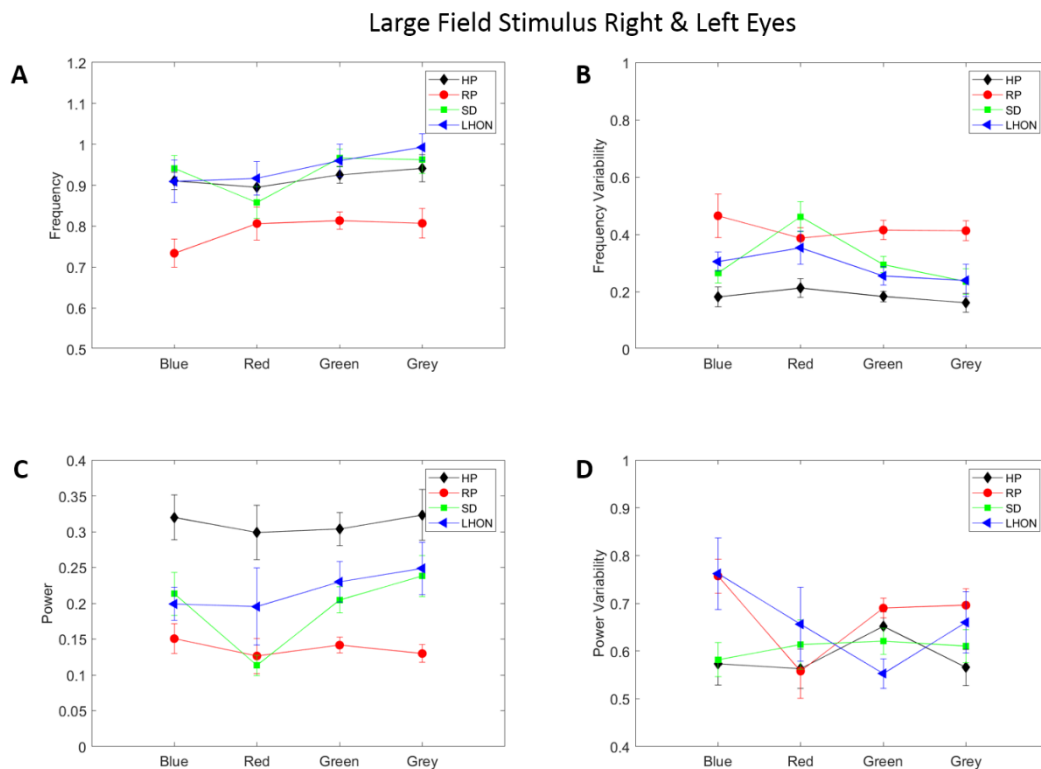 Large Field Stimulus Right & Left Eyes
A
1.2
1.1
1
0.9
0.8
0.7
0.6
0.5
Frequency
Blue Red Green Grey
HP
RP
SD
LHON
B
1
0.8
0.6
0.4
0.2
0
Frequency Variability
Blue Red Green Grey
HP
RP
SD
LHON
C
0.4
0.35
0.3
0.25
0.2
0.15
0.1
0.05
0
Power
Blue Red Green Grey
HP
RP
SD
LHON
D
1
0.9
0.8
0.7
0.6
0.5
0.4
Power Variability
Blue Red Green Grey
HP
RP
SD
LHON